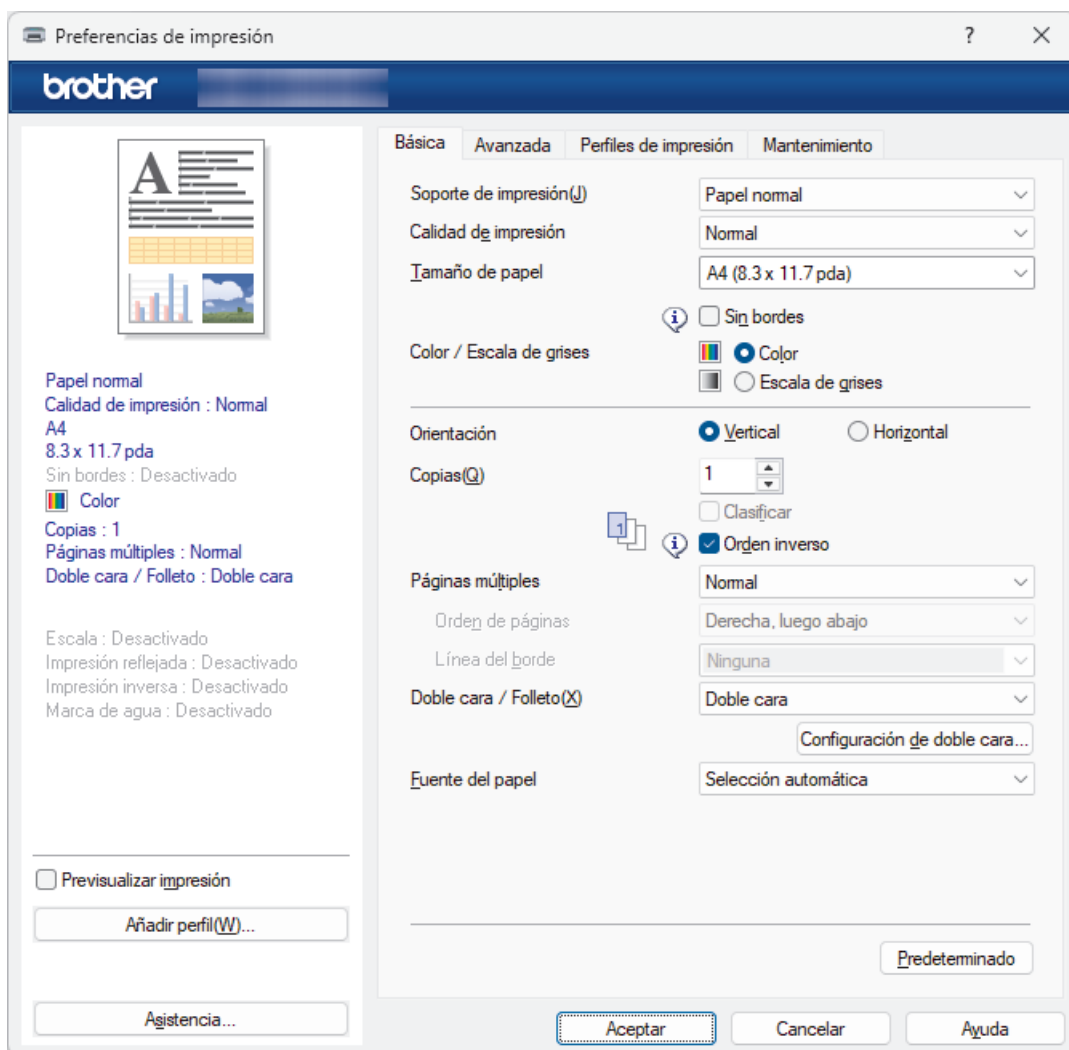 Preferencias de impresión
brother
A
Papel normal
Calidad de impresión : Normal
A4
8.3 x 11.7 pda
Sin bordes : Desactivado
Color
Copias : 1
Páginas múltiples : Normal
Doble cara / Folleto : Doble cara
Escala : Desactivado
Impresión reflejada : Desactivado
Impresión inversa : Desactivado
Marca de agua : Desactivado
Previsualizar impresión
Añadir perfil(W)...
Asistencia...
Básica Avanzada Perfiles de impresión Mantenimiento
Soporte de impresión(J) Papel normal
Calidad de impresión Normal
Tamaño de papel A4 (8.3 x 11.7 pda)
Sin bordes
Color / Escala de grises Color
Escala de grises
Orientación Vertical Horizontal
Copias(Q) 1
Clasificar
1 Orden inverso
Páginas múltiples Normal
Orden de páginas Derecha, luego abajo
Línea del borde Ninguna
Doble cara / Folleto(X) Doble cara
Configuración de doble cara...
Fuente del papel Selección automática
Predeterminado
Aceptar Cancelar Ayuda